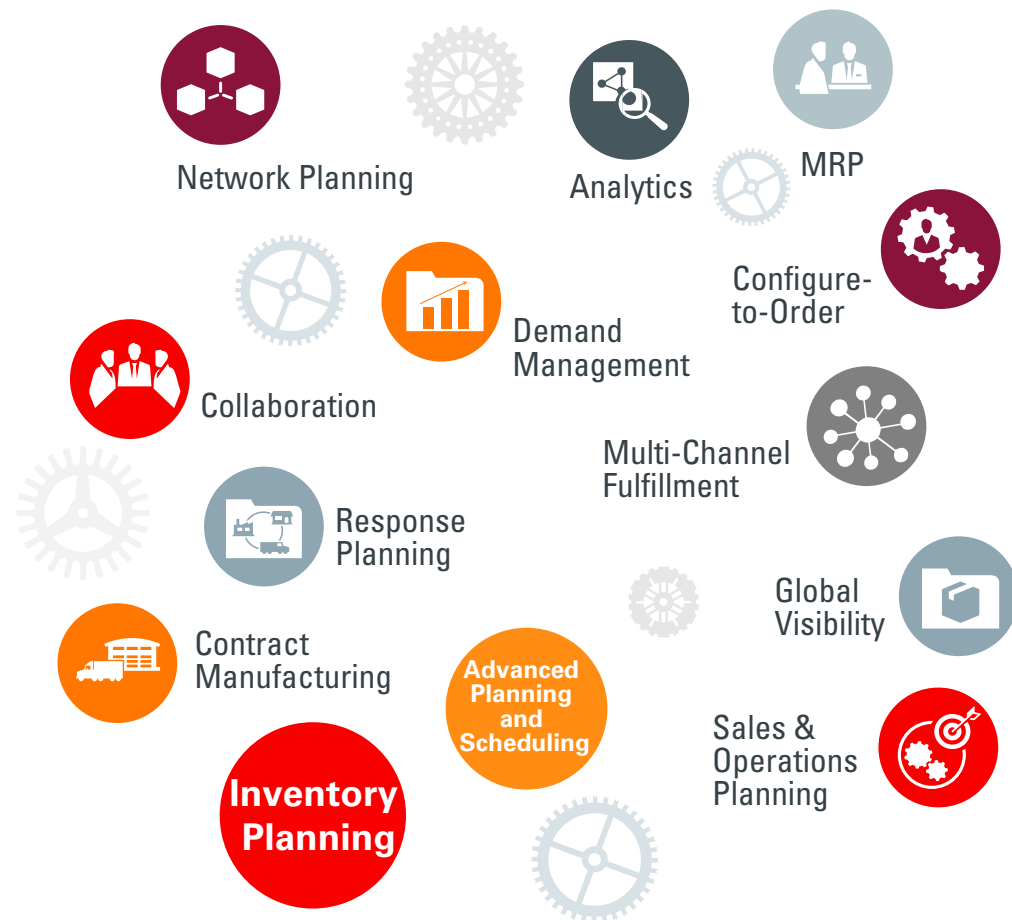 Network Planning
Analytics
MRP
Configure-
to-Order
Demand
Management
Collaboration
Multi-Channel
Fulfillment
Response
Planning
Global
Visibility
Contract
Manufacturing
Advanced
Planning
and
Scheduling
Sales &
Operations
Planning
Inventory
Planning